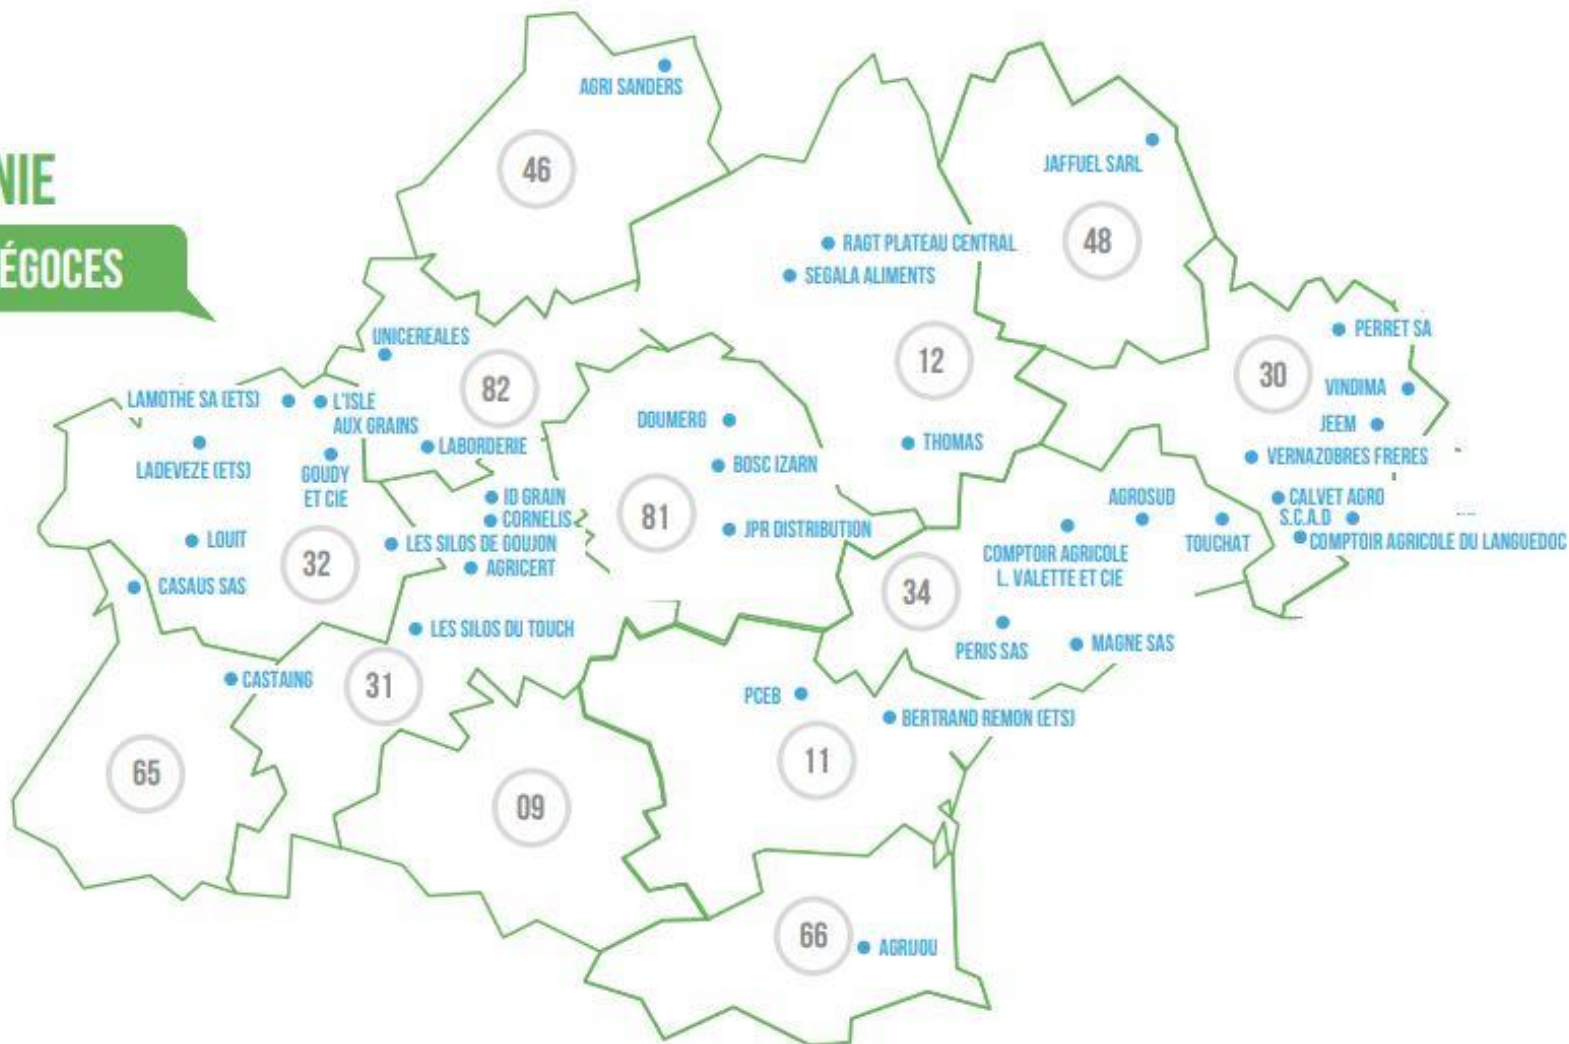 NIE
ÉGOCES
AGRI SANDERS
46
JAFFUEL SARL
48
RAGT PLATEAU CENTRAL
SEGALA ALIMENTS
UNICEREALES
82
12
30
PERRET SA
VINDIMA
JEEM
VERNAZOBRES FRERES
CALVET AGRO
S.C.A.D
COMPTOIR AGRICOLE DU LANGUEDOC
LAMOTHE SA (ETS)
L'ISLE
AUX GRAINS
LADEVEZE (ETS)
GOUDY
ET CIE
LABORDERIE
DOUMERG
BOSC IZARN
THOMAS
ID GRAIN
CORNELIS
81
JPR DISTRIBUTION
AGROSUD
TOUCHAT
COMPTOIR AGRICOLE
L. VALETTE ET CIE
LOUIT
32
LES SILOS DE GOUJON
AGRICERT
CASAUS SAS
34
LES SILOS DU TOUCH
PERIS SAS
MAGNE SAS
CASTAING
31
PCEB
BERTRAND REMON (ETS)
65
09
11
66
AGRIJOU